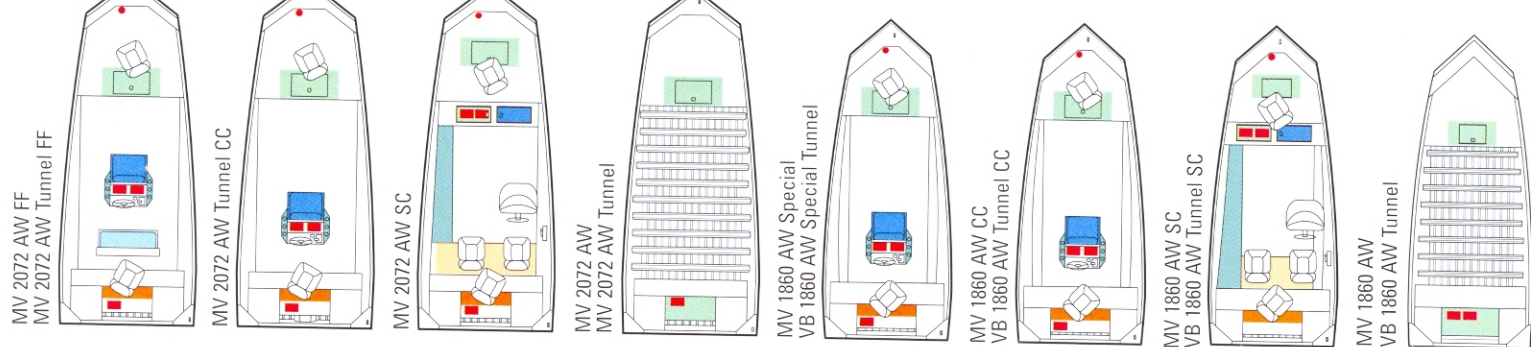 MV 2072 AW FF
MV 2072 AW Tunnel FF
MV 2072 AW Tunnel CC
MV 2072 AW SC
MV 2072 AW
MV 2072 AW Tunnel
MV 1860 AW Special
VB 1860 AW Special Tunnel
MV 1860 AW CC
VB 1860 AW Tunnel CC
MV 1860 AW SC
VB 1860 AW Tunnel SC
MV 1860 AW
VB 1860 AW Tunnel